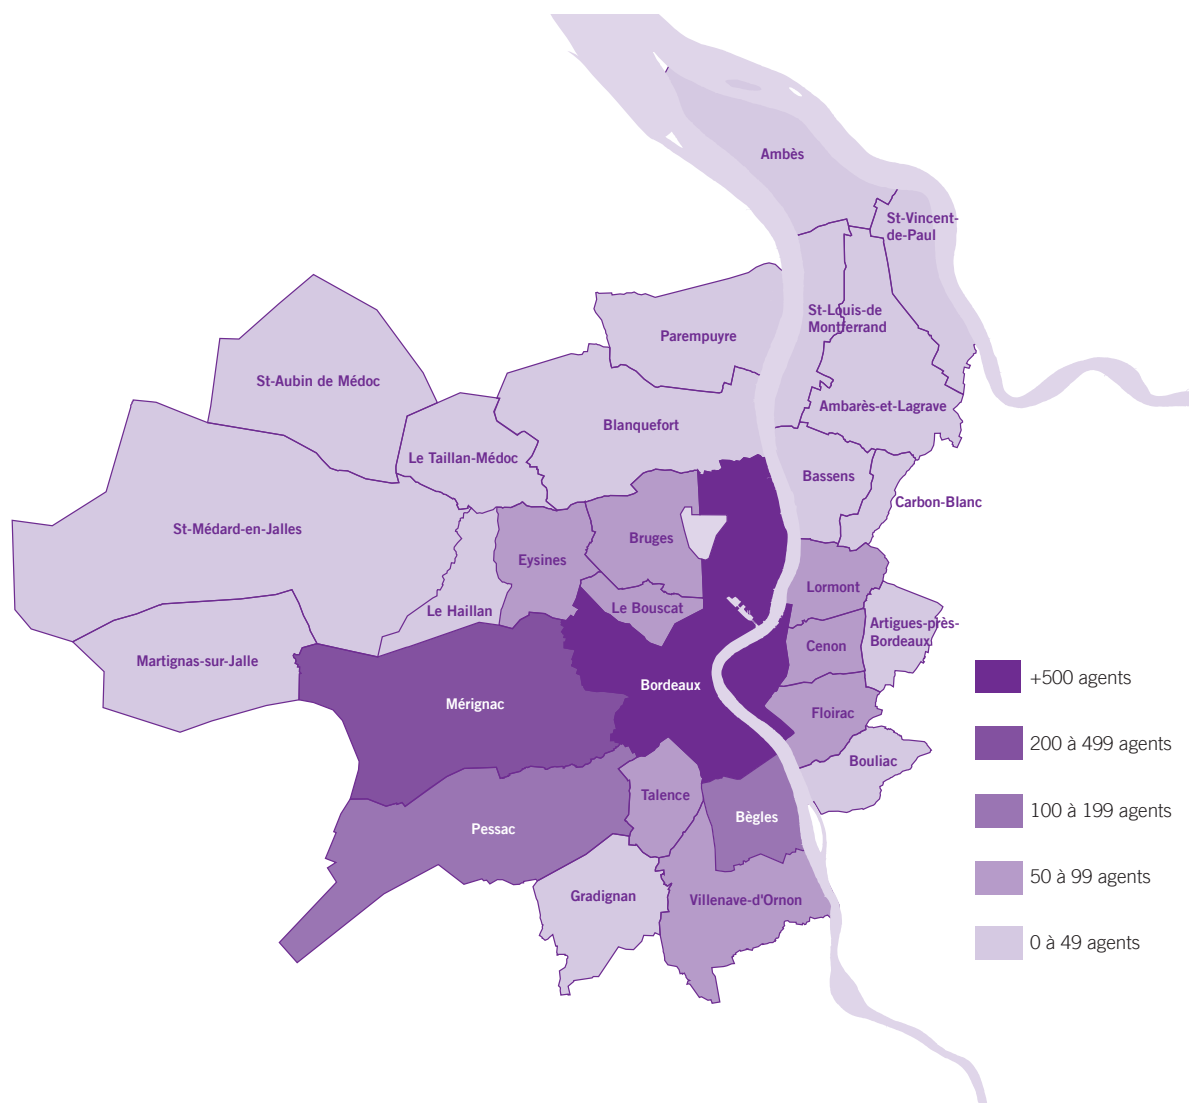 Ambès
St-Vincent-
de-Paul
St-Louis-de
Montferrand
Parempuyre
St-Aubin de Médoc
Ambarès-et-Lagrave
Blanquefort
Le Taillan-Médoc
Bassens
Carbon-Blanc
St-Médard-en-Jalles
Bruges
Eysines
Lormont
Le Bouscat
Le Haillan
Artigues-près-
Bordeaux
Cenon
Martignas-sur-Jalle
Bordeaux
Mérignac
Floirac
Bouliac
Talence
Bègles
Pessac
Gradignan
Villenave-d'Ornon
+500 agents
200 à 499 agents
100 à 199 agents
50 à 99 agents
0 à 49 agents